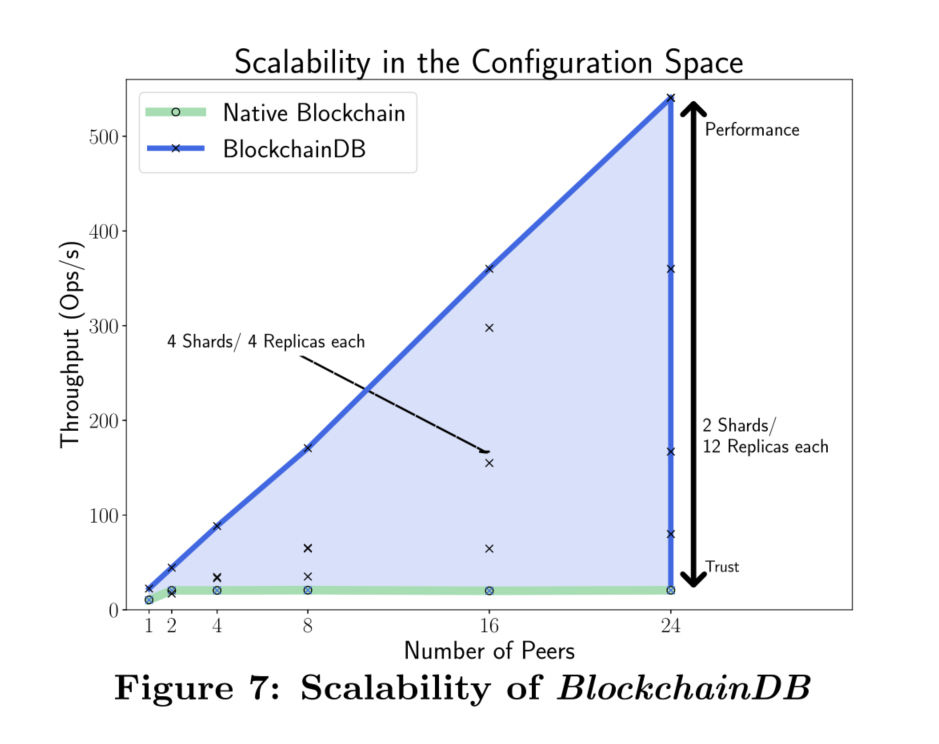 Scalability in the Configuration Space
Native Blockchain
BlockchainDB
Performance
500
400
Throughput (Ops/s)
300
4 Shards/ 4 Replicas each
200
2 Shards/
12 Replicas each
100
Trust
0
1 2 4 8 16 24
Number of Peers
Figure 7: Scalability of BlockchainDB